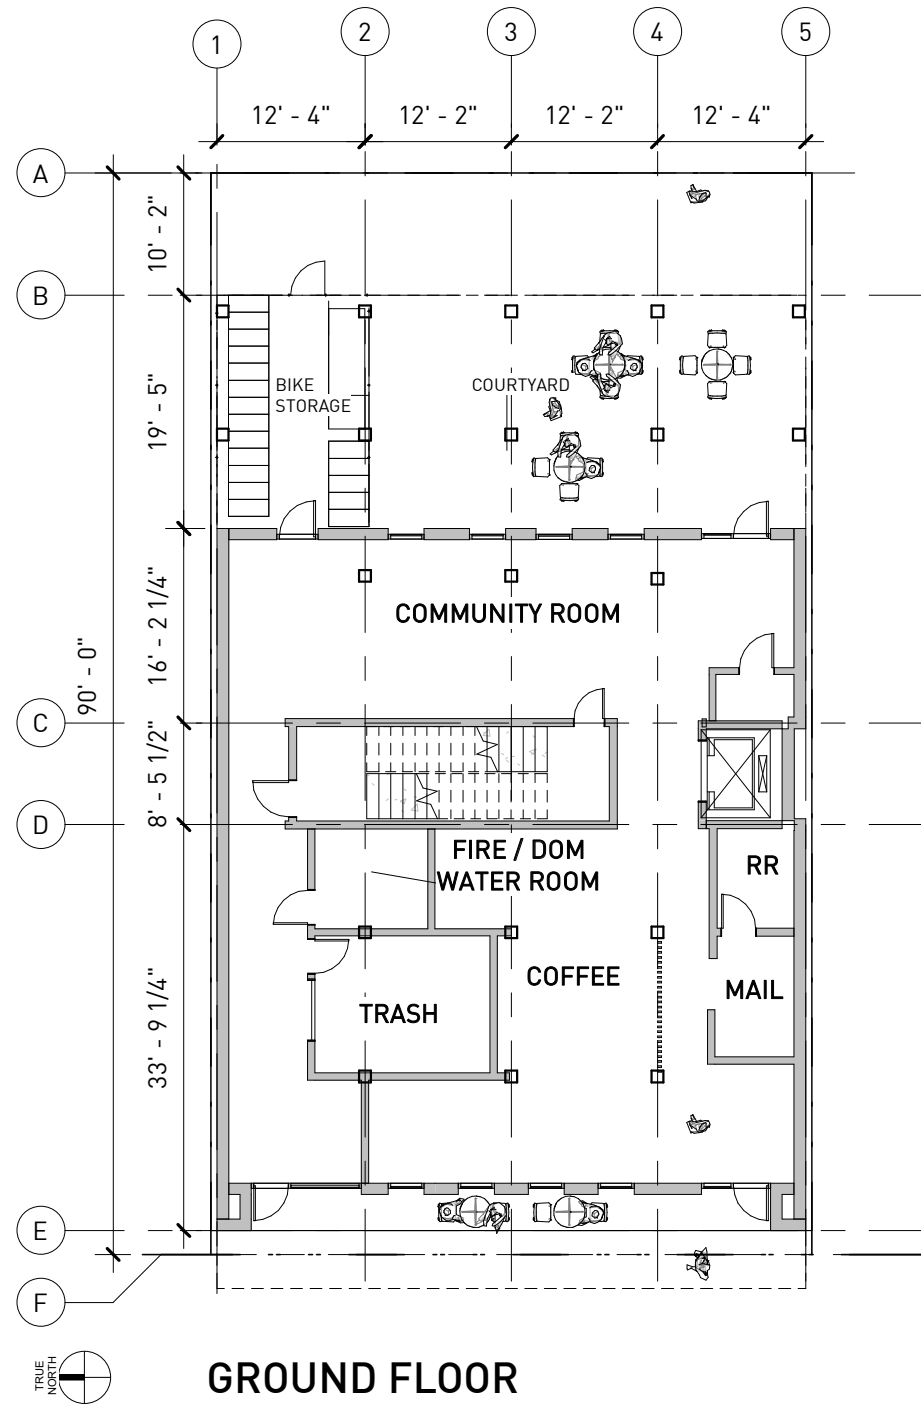 1 2 3 4 5
12' - 4" 12' - 2" 12' - 2" 12' - 4"
A
10' - 2"
B
19' - 5"
BIKE
STORAGE
COURTYARD
16' - 2 1/4"
COMMUNITY ROOM
90' - 0"
C
8' - 5 1/2"
D
FIRE / DOM
WATER ROOM
RR
COFFEE
MAIL
TRASH
33' - 9 1/4"
E
F
TRUE
NORTH
GROUND FLOOR